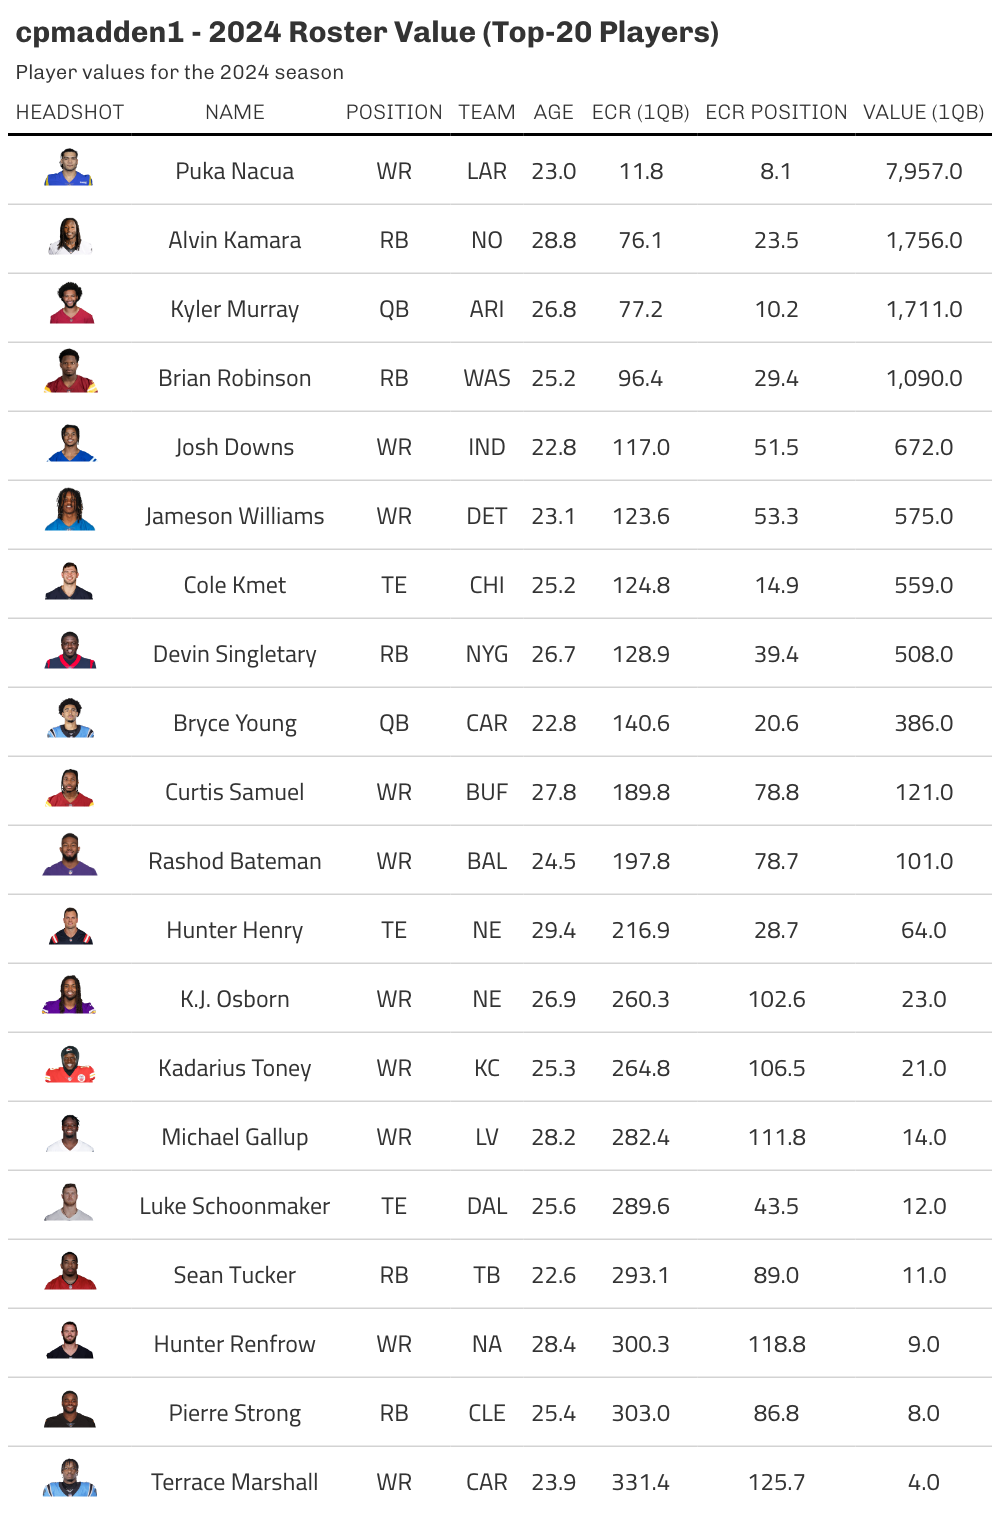 cpmadden1 - 2024 Roster Value (Top-20 Players)
Player values for the 2024 season
HEADSHOT NAME POSITION TEAM AGE ECR (1QB) ECR POSITION VALUE (1QB)
Puka Nacua WR LAR 23.0 11.8 8.1 7,957.0
Alvin Kamara RB NO 28.8 76.1 23.5 1,756.0
Kyler Murray QB ARI 26.8 77.2 10.2 1,711.0
Brian Robinson RB WAS 25.2 96.4 29.4 1,090.0
Josh Downs WR IND 22.8 117.0 51.5 672.0
Jameson Williams WR DET 23.1 123.6 53.3 575.0
Cole Kmet TE CHI 25.2 124.8 14.9 559.0
Devin Singletary RB NYG 26.7 128.9 39.4 508.0
Bryce Young QB CAR 22.8 140.6 20.6 386.0
Curtis Samuel WR BUF 27.8 189.8 78.8 121.0
Rashod Bateman WR BAL 24.5 197.8 78.7 101.0
Hunter Henry TE NE 29.4 216.9 28.7 64.0
K.J. Osborn WR NE 26.9 260.3 102.6 23.0
Kadarius Toney WR KC 25.3 264.8 106.5 21.0
Michael Gallup WR LV 28.2 282.4 111.8 14.0
Luke Schoonmaker TE DAL 25.6 289.6 43.5 12.0
Sean Tucker RB TB 22.6 293.1 89.0 11.0
Hunter Renfrow WR NA 28.4 300.3 118.8 9.0
Pierre Strong RB CLE 25.4 303.0 86.8 8.0
Terrace Marshall WR CAR 23.9 331.4 125.7 4.0